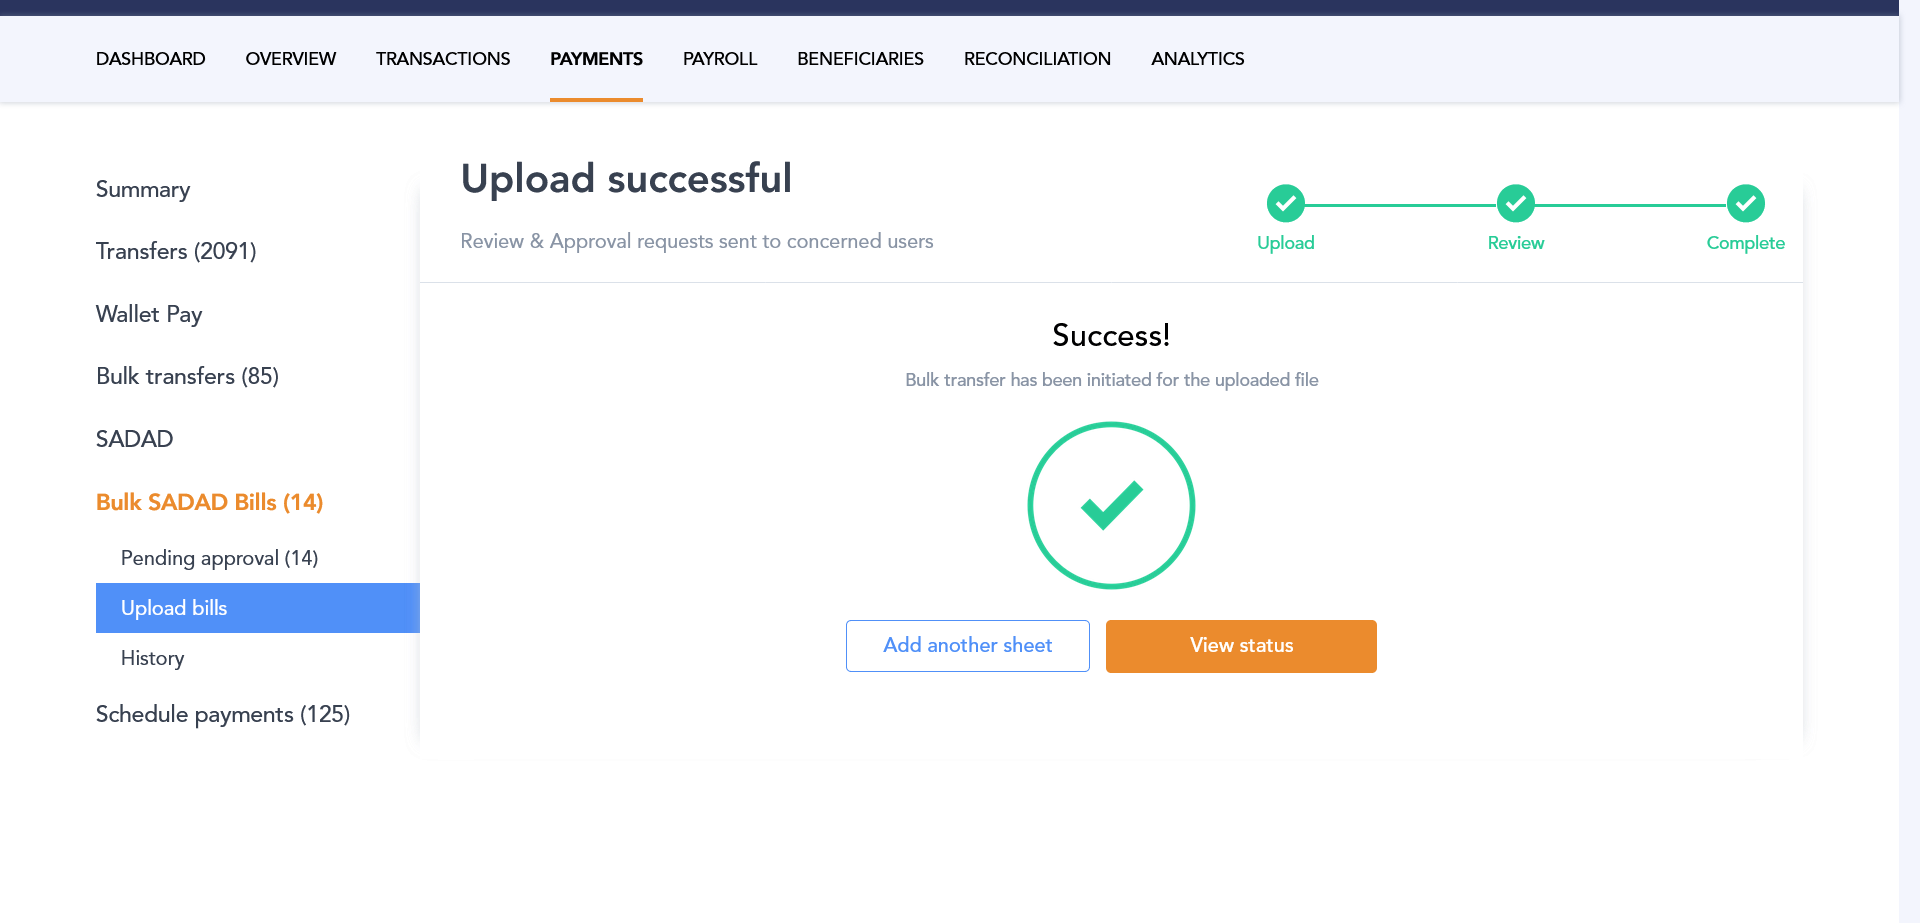 DASHBOARD OVERVIEW TRANSACTIONS PAYMENTS PAYROLL BENEFICIARIES RECONCILIATION ANALYTICS
Summary
Transfers (2091)
Wallet Pay
Bulk transfers (85)
SADAD
Bulk SADAD Bills (14)
Pending approval (14)
Upload bills
History
Schedule payments (125)
Upload successful
Review & Approval requests sent to concerned users
Upload Review Complete
Success!
Bulk transfer has been initiated for the uploaded file
Add another sheet View status